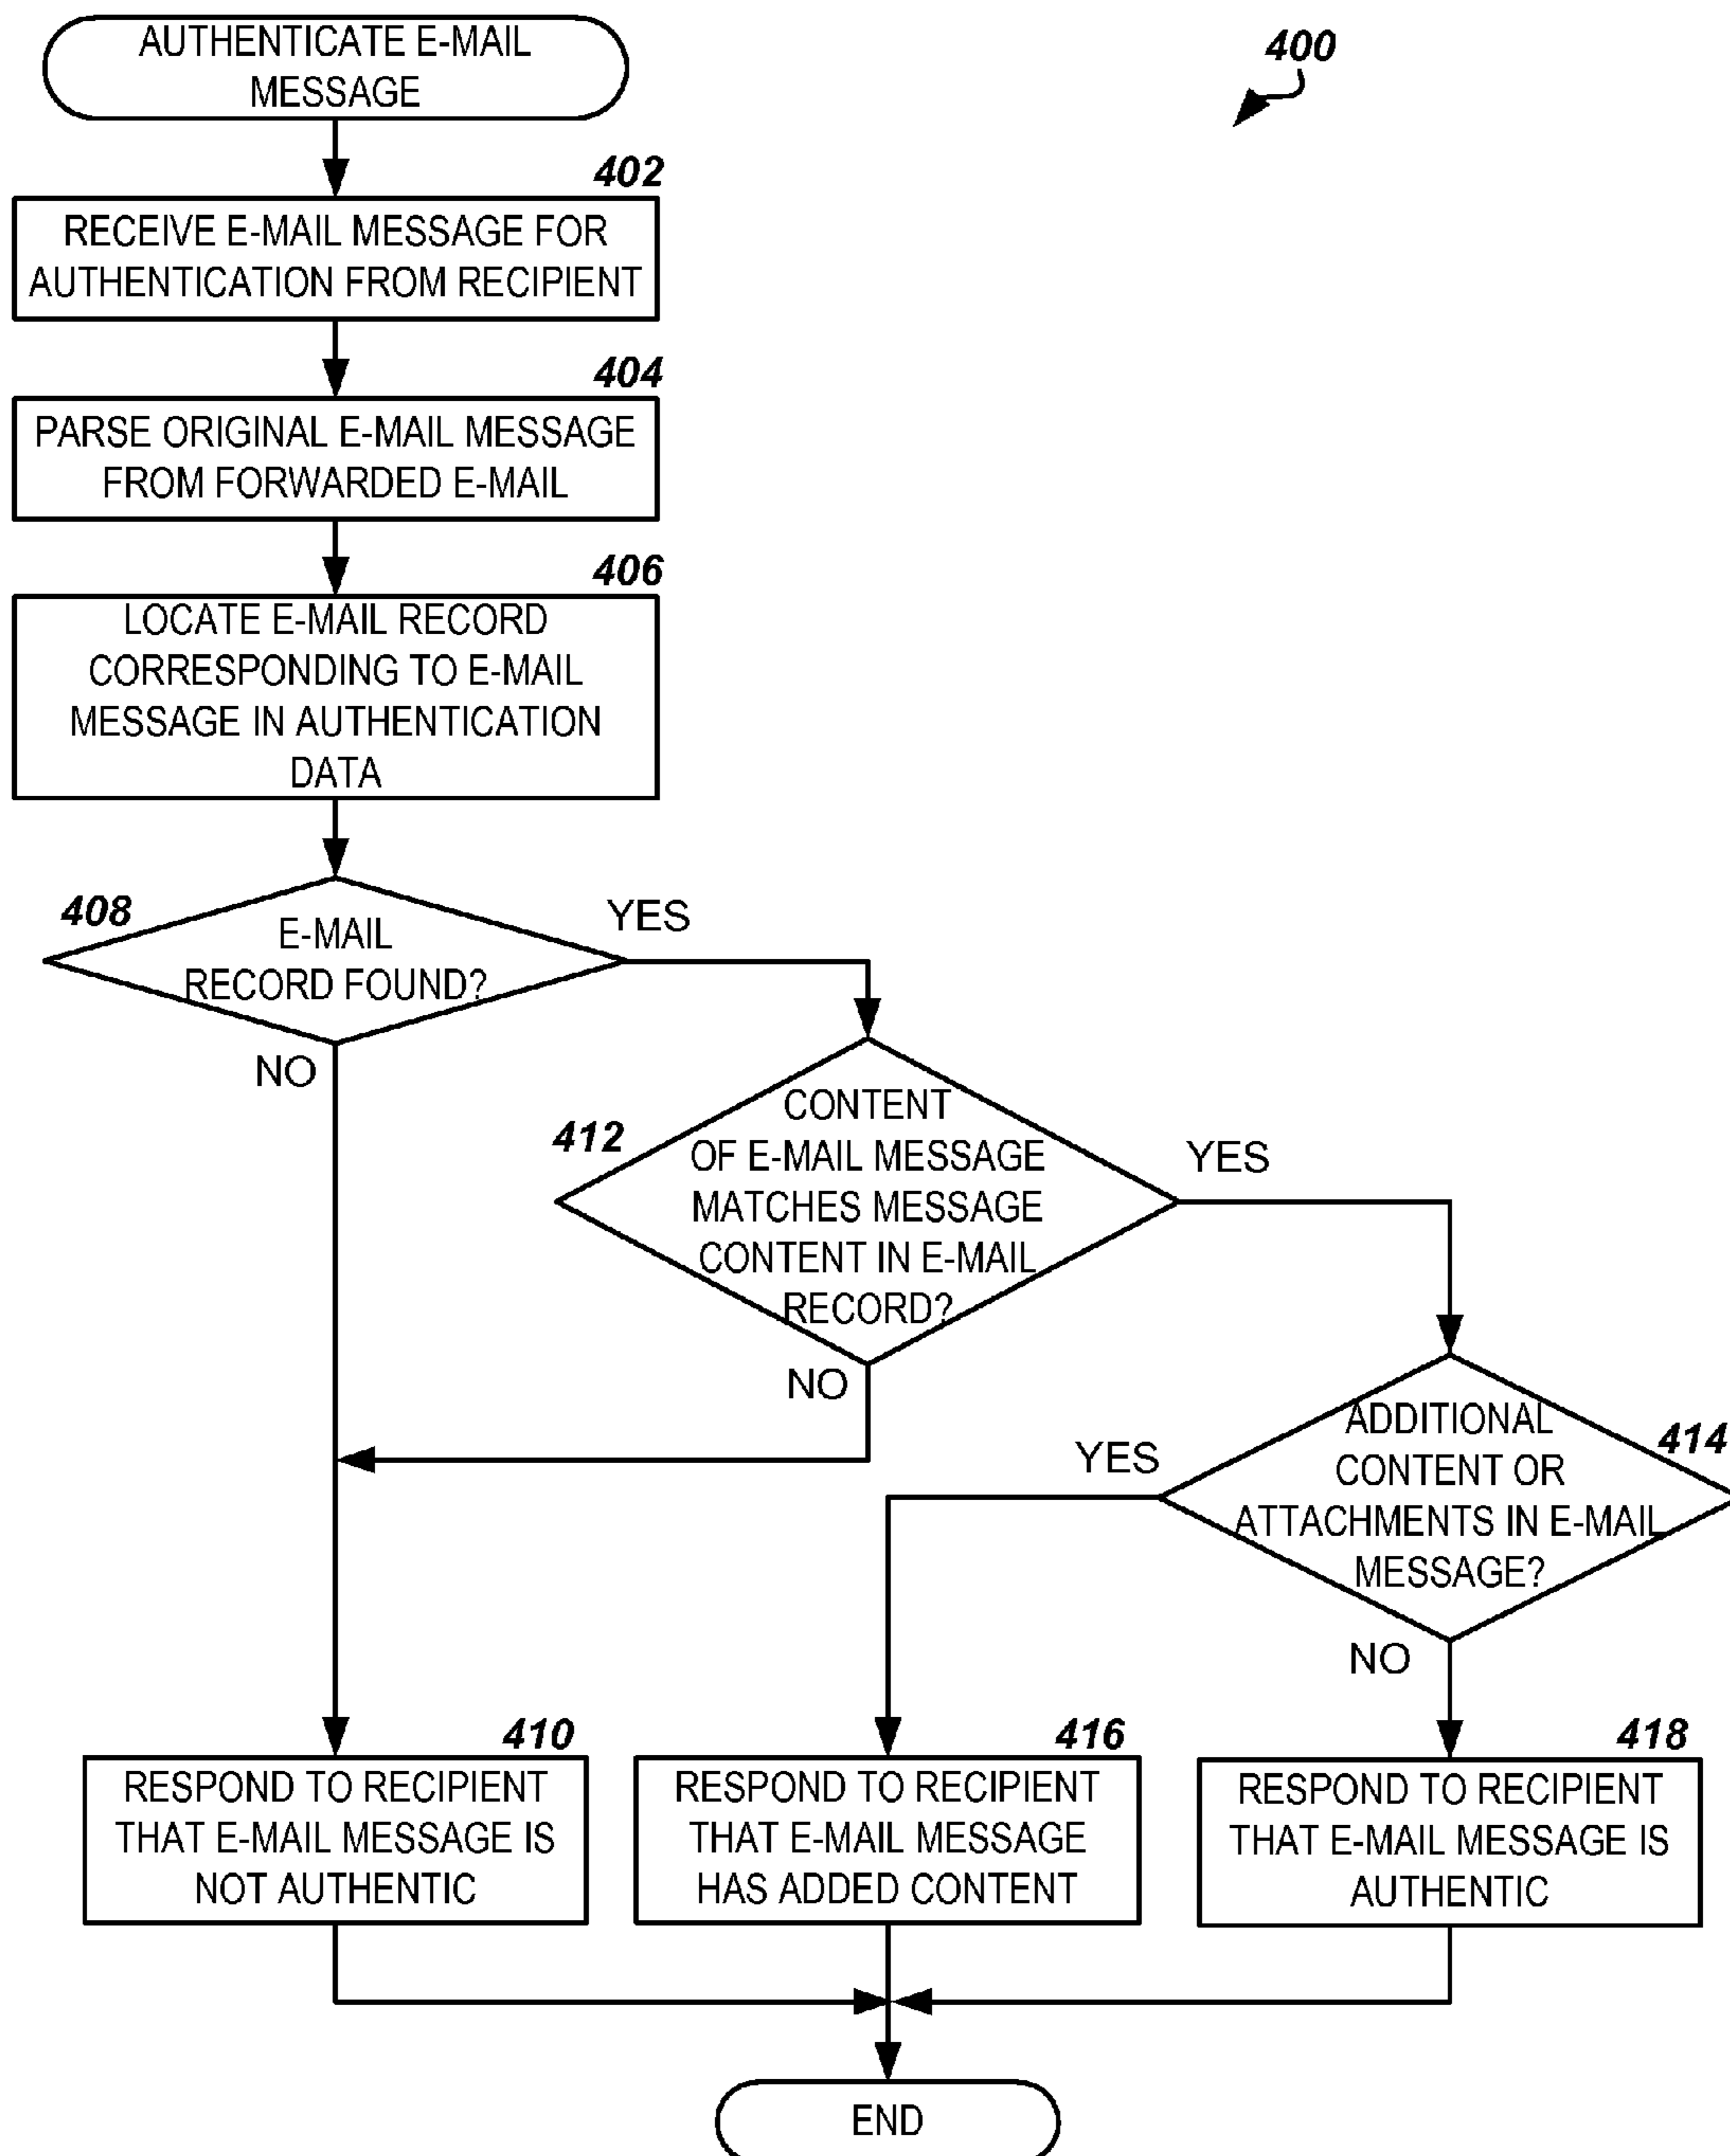 AUTHENTICATE E-MAIL
MESSAGE
400
402
RECEIVE E-MAIL MESSAGE FOR
AUTHENTICATION FROM RECIPIENT
404
PARSE ORIGINAL E-MAIL MESSAGE
FROM FORWARDED E-MAIL
406
LOCATE E-MAIL RECORD
CORRESPONDING TO E-MAIL
MESSAGE IN AUTHENTICATION
DATA
408
E-MAIL
RECORD FOUND?
YES
NO
412
CONTENT
OF E-MAIL MESSAGE
MATCHES MESSAGE
CONTENT IN E-MAIL
RECORD?
YES
NO
414
ADDITIONAL
CONTENT OR
ATTACHMENTS IN E-MAIL
MESSAGE?
YES
NO
410
RESPOND TO RECIPIENT
THAT E-MAIL MESSAGE IS
NOT AUTHENTIC
416
RESPOND TO RECIPIENT
THAT E-MAIL MESSAGE
HAS ADDED CONTENT
418
RESPOND TO RECIPIENT
THAT E-MAIL MESSAGE IS
AUTHENTIC
END